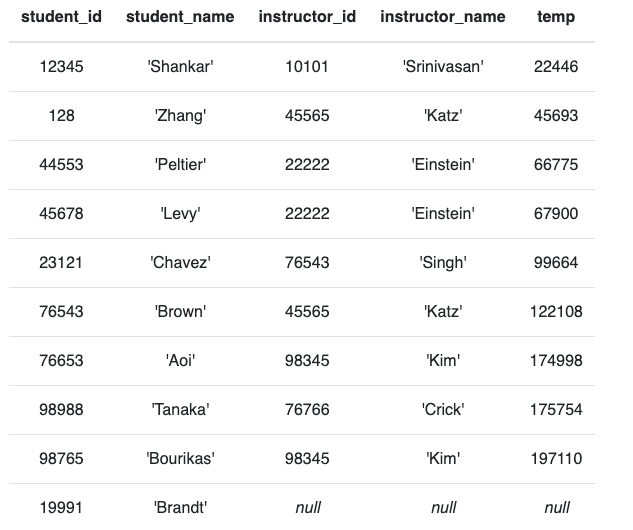 student_id student_name instructor_id instructor_name temp
12345 'Shankar' 10101 'Srinivasan' 22446
128 'Zhang' 45565 'Katz' 45693
44553 'Peltier' 22222 'Einstein' 66775
45678 'Levy' 22222 'Einstein' 67900
23121 'Chavez' 76543 'Singh' 99664
76543 'Brown' 45565 'Katz' 122108
76653 'Aoi' 98345 'Kim' 174998
98988 'Tanaka' 76766 'Crick' 175754
98765 'Bourikas' 98345 'Kim' 197110
19991 'Brandt' null null null